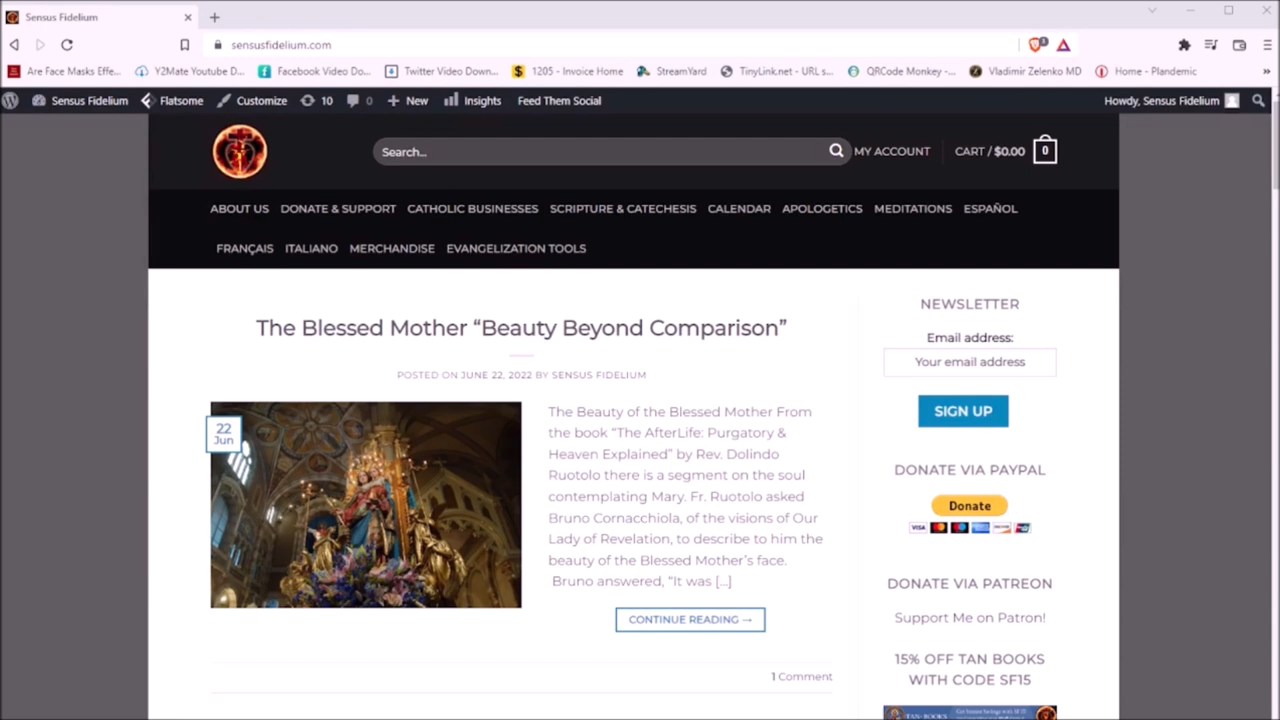 Sensus Fidelium
sensusfidelium.com
Are Face Masks Effe...
Y2Mate Youtube D...
Facebook Video Do...
Twitter Video Down...
1205 - Invoice Home
StreamYard
TinyLink.net - URL s...
QRCode Monkey -...
Vladimir Zelenko MD
Home - Plandemic
Sensus Fidelium
Flatsome
Customize
10
0
New
Insights
Feed Them Social
Howdy, Sensus Fidelium
Search...
MY ACCOUNT
CART / $0.00
0
ABOUT US
DONATE & SUPPORT
CATHOLIC BUSINESSES
SCRIPTURE & CATECHESIS
CALENDAR
APOLOGETICS
MEDITATIONS
ESPAÑOL
FRANÇAIS
ITALIANO
MERCHANDISE
EVANGELIZATION TOOLS
The Blessed Mother “Beauty Beyond Comparison”
POSTED ON JUNE 22, 2022 BY SENSUS FIDELIUM
22
Jun
The Beauty of the Blessed Mother From
the book “The AfterLife: Purgatory &
Heaven Explained” by Rev. Dolindo
Ruotolo there is a segment on the soul
contemplating Mary. Fr. Ruotolo asked
Bruno Cornacchiola, of the visions of Our
Lady of Revelation, to describe to him the
beauty of the Blessed Mother’s face.
Bruno answered, “It was [...]
CONTINUE READING →
1 Comment
NEWSLETTER
Email address:
Your email address
SIGN UP
DONATE VIA PAYPAL
Donate
VISA
DONATE VIA PATREON
Support Me on Patron!
15% OFF TAN BOOKS
WITH CODE SF15